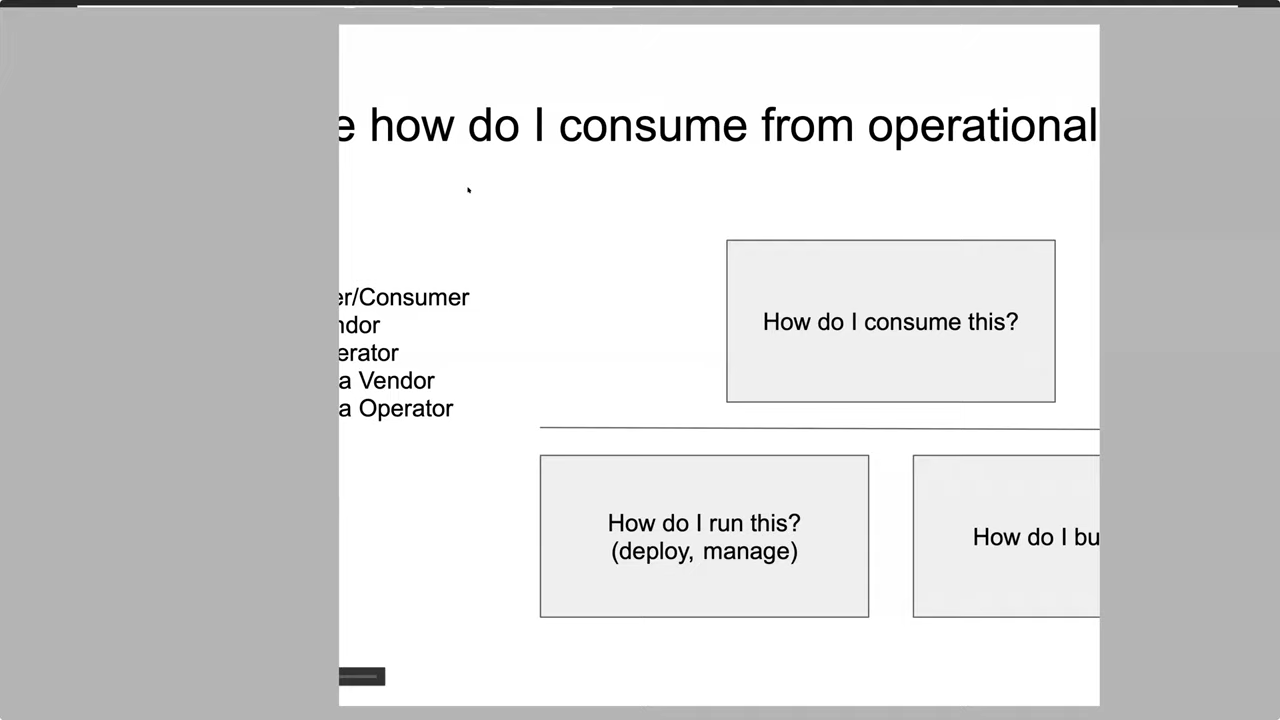 e how do I consume from operational
er/Consumer
ndor
erator
a Vendor
a Operator
How do I consume this?
How do I run this?
(deploy, manage)
How do I bu